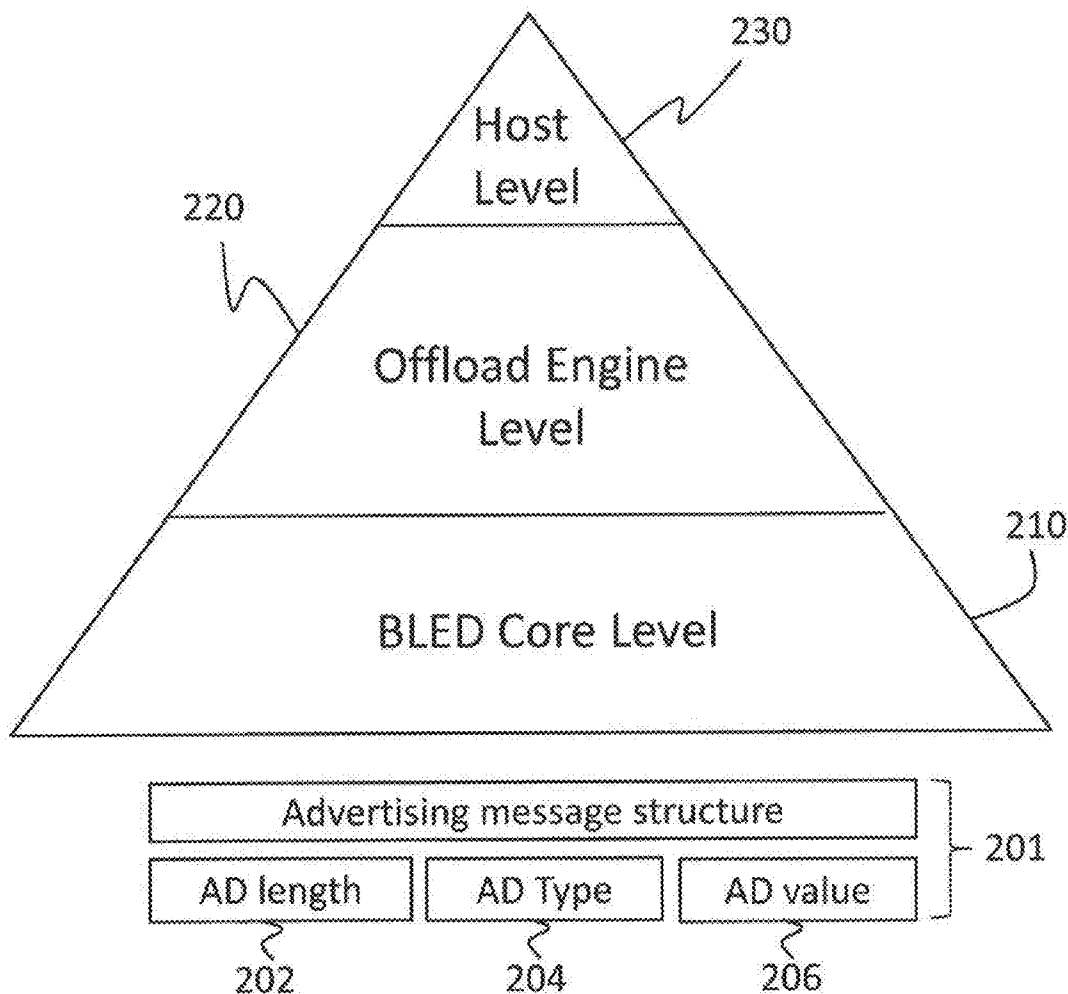 230
Host
Level
220
Offload Engine
Level
210
BLED Core Level
Advertising message structure
201
AD length
AD Type
AD value
202
204
206